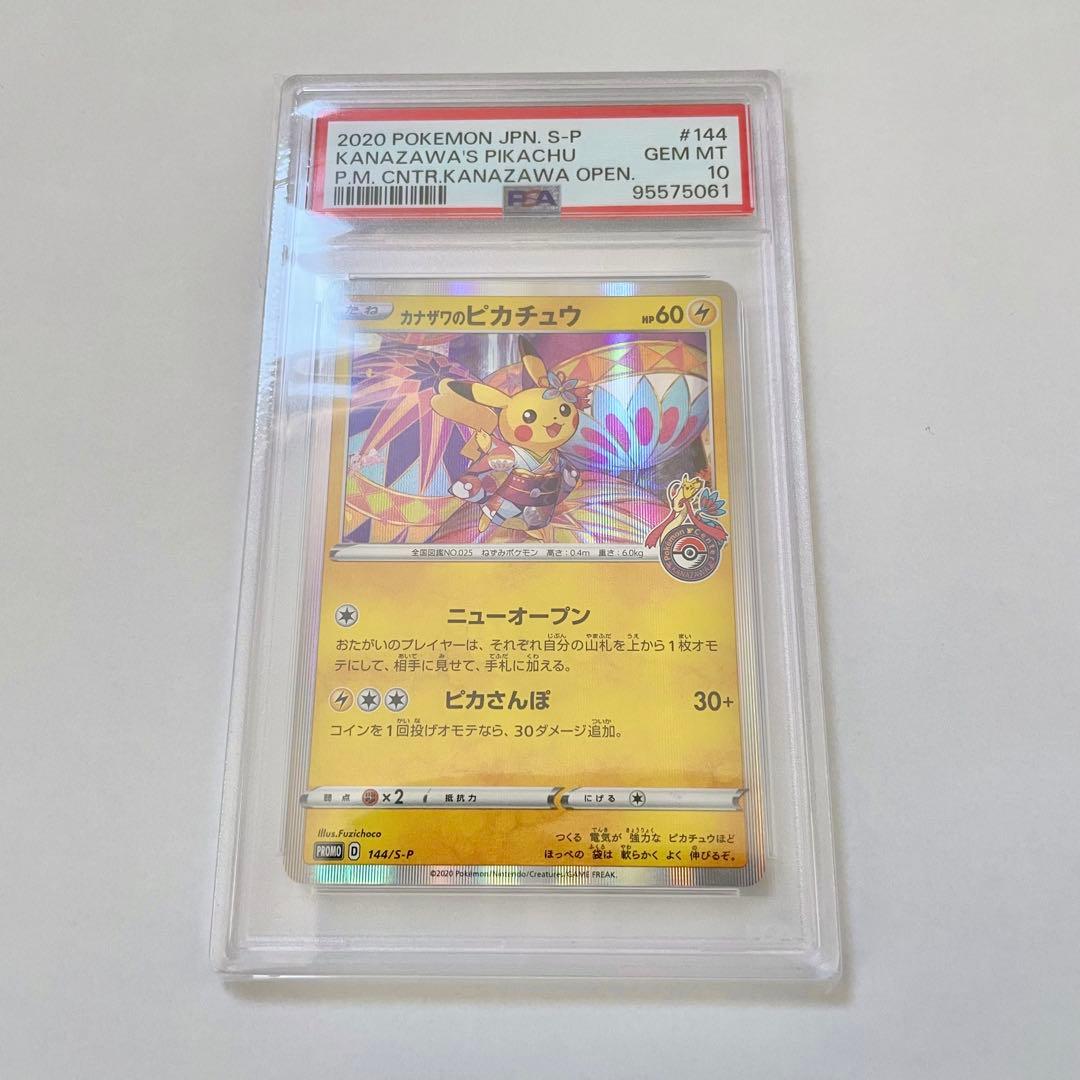 2020 POKEMON JPN. S-P #144
KANAZAWA'S PIKACHU GEM MT
P.M. CNTR.KANAZAWA OPEN. 10
PSA 95575061
たね カナザワのピカチュウ HP60
Pokémon Center
KANAZAWA
全国図鑑NO.025 ねずみポケモン 高さ:0.4m 重さ:6.0kg
ニューオープン
おたがいのプレイヤーは、それぞれ自分の山札を上から1枚オモ
テにして、相手に見せて、手札に加える。
ピカさんぽ 30+
コインを1回投げオモテなら、30ダメージ追加。
弱点 ×2 抵抗力 にげる
Illus.Fuzichoco
つくる 電気が 強力な ピカチュウほど
ほっぺの 袋は 軟らかく よく 伸びるぞ。
PROMO D 144/S-P
©2020 Pokémon/Nintendo/Creatures/GAME FREAK.